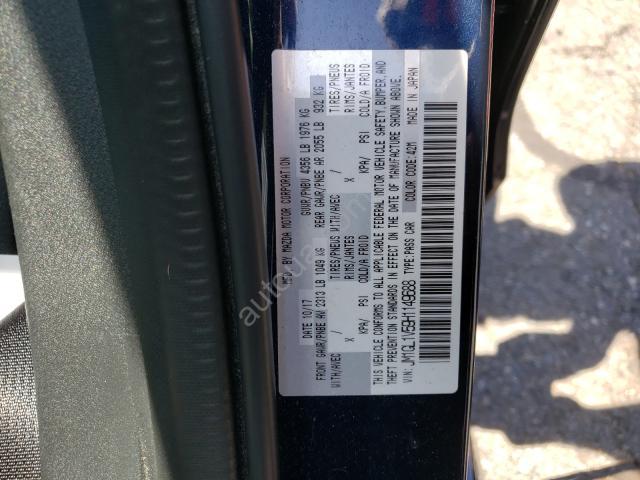 MFD BY MAZDA MOTOR CORPORATION
DATE 10/17 GVWR/PNBV 4356 LB 1976 KG
FRONT GAWR/PNBE AV 2313 LB 1049 KG REAR GAWR/PNBE AR 2055 LB 932 KG
WITH/AVEC / TIRES/PNEUS WITH/AVEC / TIRES/PNEUS
X RIMS/JANTES X RIMS/JANTES
KPA/ PSI COLD/A FROID KPA/ PSI COLD/A FROID
THIS VEHICLE CONFORMS TO ALL APPLICABLE FEDERAL MOTOR VEHICLE SAFETY, BUMPER, AND
THEFT PREVENTION STANDARDS IN EFFECT ON THE DATE OF MANUFACTURE SHOWN ABOVE.
VIN: JM1GL1V59H1149688 TYPE:PASS CAR COLOR CODE:42M MADE IN JAPAN